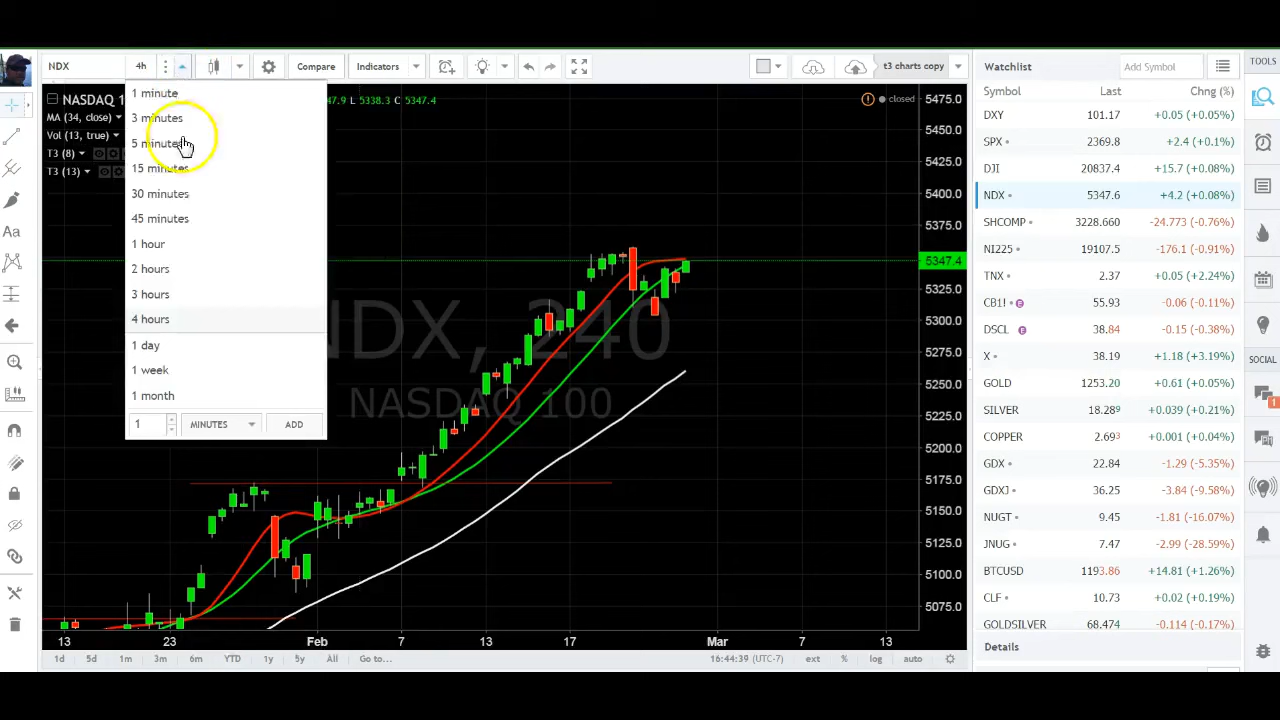 NDX
4h
Compare
Indicators
t3 charts copy
Watchlist
Add Symbol
TOOLS
NASDAQ 1
47.9 L 5338.3 C 5347.4
closed
MA (34, close)
Vol (13, true)
T3 (8)
T3 (13)
1 minute
3 minutes
5 minutes
15 minutes
30 minutes
45 minutes
1 hour
2 hours
3 hours
4 hours
1 day
1 week
1 month
1 MINUTES ADD
NDX, 240
NASDAQ 100
5475.0
5450.0
5425.0
5400.0
5375.0
5347.4
5325.0
5300.0
5275.0
5250.0
5225.0
5200.0
5175.0
5150.0
5125.0
5100.0
5075.0
13 23 Feb 7 13 17 Mar 7 13
1d 5d 1m 3m 6m YTD 1y 5y All Go to...
16:44:39 (UTC-7) ext % log auto
Symbol Last Chng (%)
DXY 101.17 +0.05 (+0.05%)
SPX 2369.8 +2.4 (+0.1%)
DJI 20837.4 +15.7 (+0.08%)
NDX 5347.6 +4.2 (+0.08%)
SHCOMP 3228.660 -24.773 (-0.76%)
NI225 19107.5 -176.1 (-0.91%)
TNX 2.37 +0.05 (+2.24%)
CB1! 55.93 -0.06 (-0.11%)
DSCL 38.84 -0.15 (-0.38%)
X 38.19 +1.18 (+3.19%)
GOLD 1253.20 +0.61 (+0.05%)
SILVER 18.289 +0.039 (+0.21%)
COPPER 2.693 +0.001 (+0.04%)
GDX 22.84 -1.29 (-5.35%)
GDXJ 36.25 -3.84 (-9.58%)
NUGT 9.45 -1.81 (-16.07%)
JNUG 7.47 -2.99 (-28.59%)
BTCUSD 1193.86 +14.81 (+1.26%)
CLF 10.73 +0.02 (+0.19%)
GOLDSILVER 68.474 -0.114 (-0.17%)
Details
SOCIAL
1
Aa